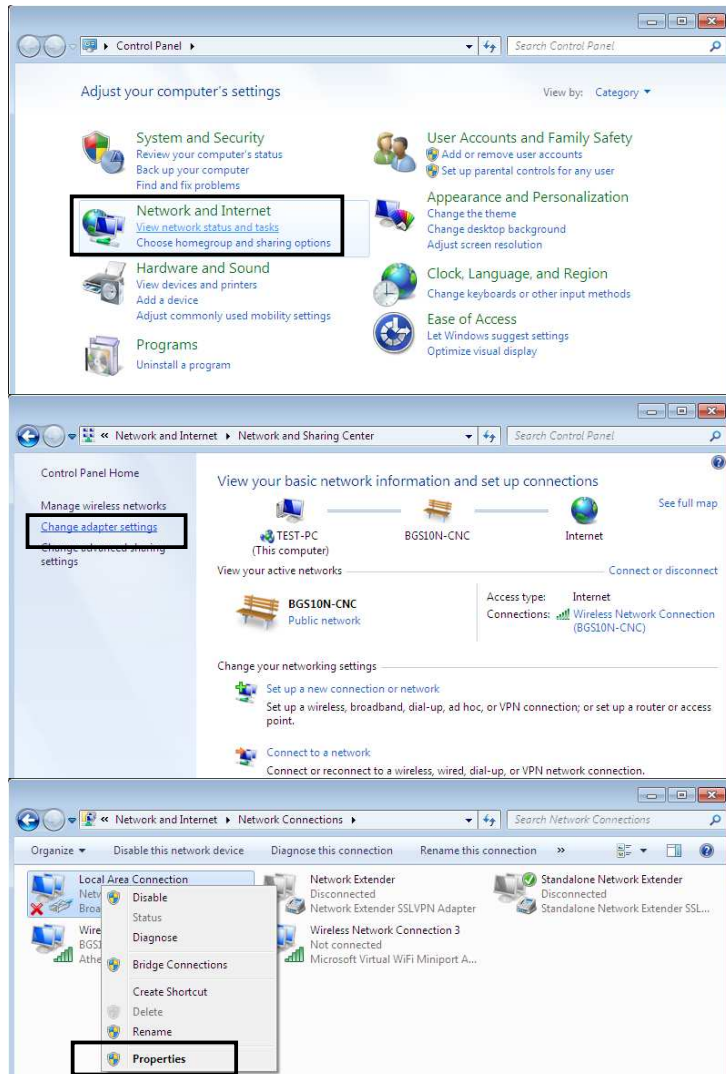 Control Panel
Search Control Panel
Adjust your computer's settings
View by: Category
System and Security
Review your computer's status
Back up your computer
Find and fix problems
Network and Internet
View network status and tasks
Choose homegroup and sharing options
Hardware and Sound
View devices and printers
Add a device
Adjust commonly used mobility settings
Programs
Uninstall a program
User Accounts and Family Safety
Add or remove user accounts
Set up parental controls for any user
Appearance and Personalization
Change the theme
Change desktop background
Adjust screen resolution
Clock, Language, and Region
Change keyboards or other input methods
Ease of Access
Let Windows suggest settings
Optimize visual display
« Network and Internet Network and Sharing Center
Search Control Panel
Control Panel Home
Manage wireless networks
Change adapter settings
Change advanced sharing
settings
View your basic network information and set up connections
See full map
TEST-PC
(This computer)
BGS10N-CNC
Internet
View your active networks
Connect or disconnect
BGS10N-CNC
Public network
Access type: Internet
Connections: Wireless Network Connection
(BGS10N-CNC)
Change your networking settings
Set up a new connection or network
Set up a wireless, broadband, dial-up, ad hoc, or VPN connection; or set up a router or access
point.
Connect to a network
Connect or reconnect to a wireless, wired, dial-up, or VPN network connection.
« Network and Internet Network Connections
Search Network Connections
Organize Disable this network device Diagnose this connection Rename this connection »
Local Area Connection
Netw
Broa
Wire
BGS1
Athe
Disable
Status
Diagnose
Bridge Connections
Create Shortcut
Delete
Rename
Properties
Network Extender
Disconnected
Network Extender SSLVPN Adapter
Wireless Network Connection 3
Not connected
Microsoft Virtual WiFi Miniport A...
Standalone Network Extender
Disconnected
Standalone Network Extender SSL...